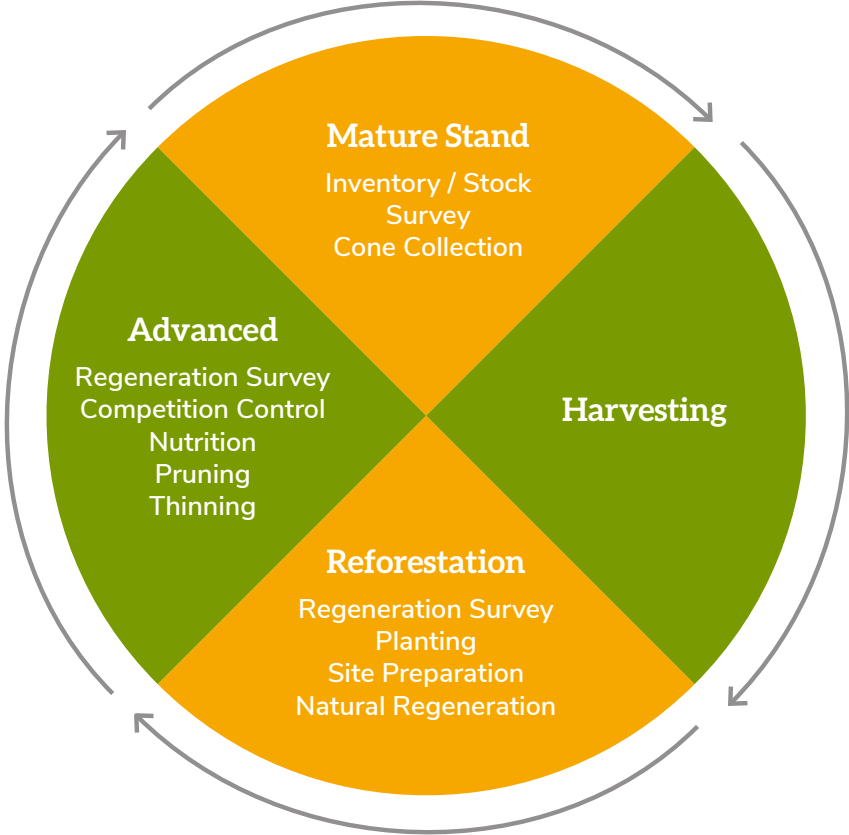 Mature Stand
Inventory / Stock
Survey
Cone Collection
Advanced
Regeneration Survey
Competition Control
Nutrition
Pruning
Thinning
Harvesting
Reforestation
Regeneration Survey
Planting
Site Preparation
Natural Regeneration